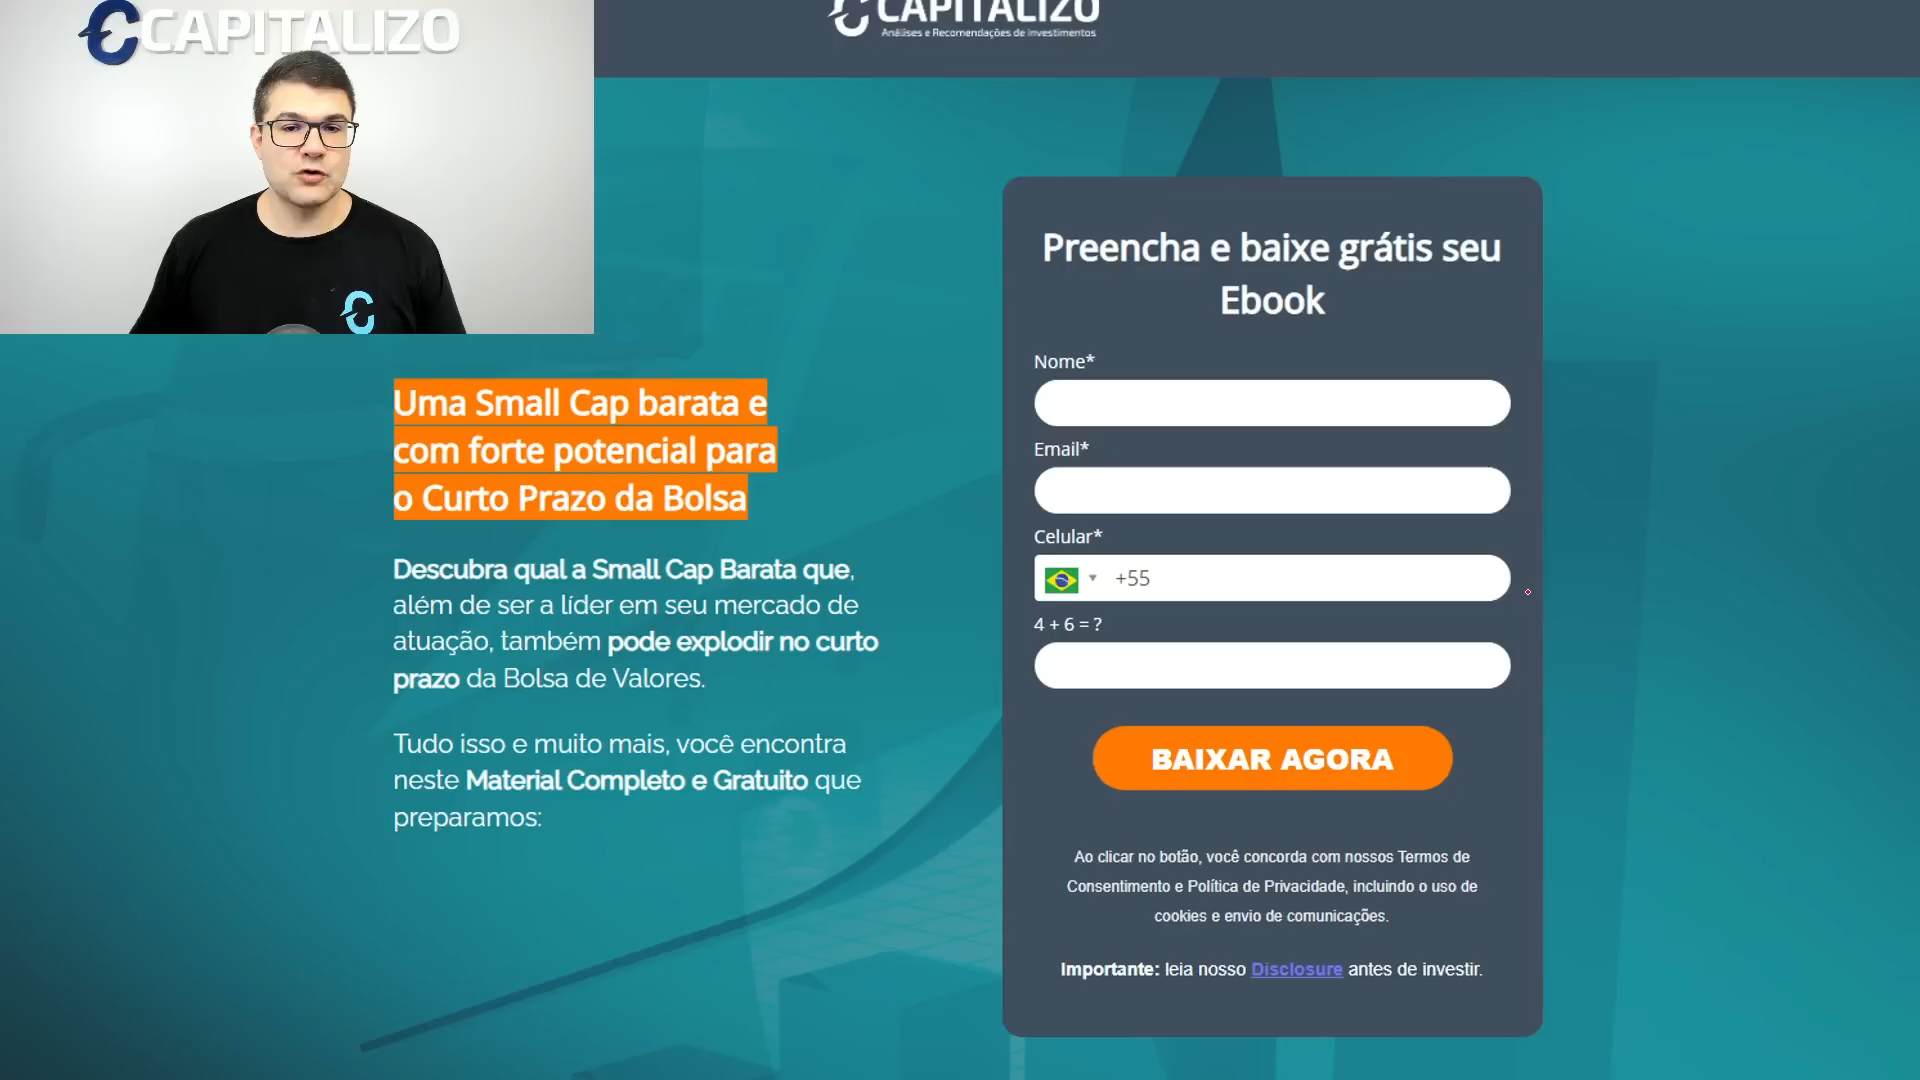 CAPITALIZO
CAPITALIZO
Análises e Recomendações de Investimentos
Uma Small Cap barata e
com forte potencial para
o Curto Prazo da Bolsa
Descubra qual a Small Cap Barata que,
além de ser a líder em seu mercado de
atuação, também pode explodir no curto
prazo da Bolsa de Valores.
Tudo isso e muito mais, você encontra
neste Material Completo e Gratuito que
preparamos:
Preencha e baixe grátis seu
Ebook
Nome*
Email*
Celular*
+55
4 + 6 = ?
BAIXAR AGORA
Ao clicar no botão, você concorda com nossos Termos de
Consentimento e Política de Privacidade, incluindo o uso de
cookies e envio de comunicações.
Importante: leia nosso Disclosure antes de investir.